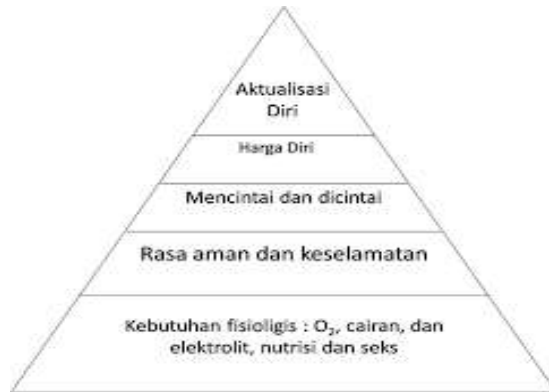 Aktualisasi
Diri
Harga Diri
Mencintai dan dicintai
Rasa aman dan keselamatan
Kebutuhan fisioligis : O₂, cairan, dan
elektrolit, nutrisi dan seks